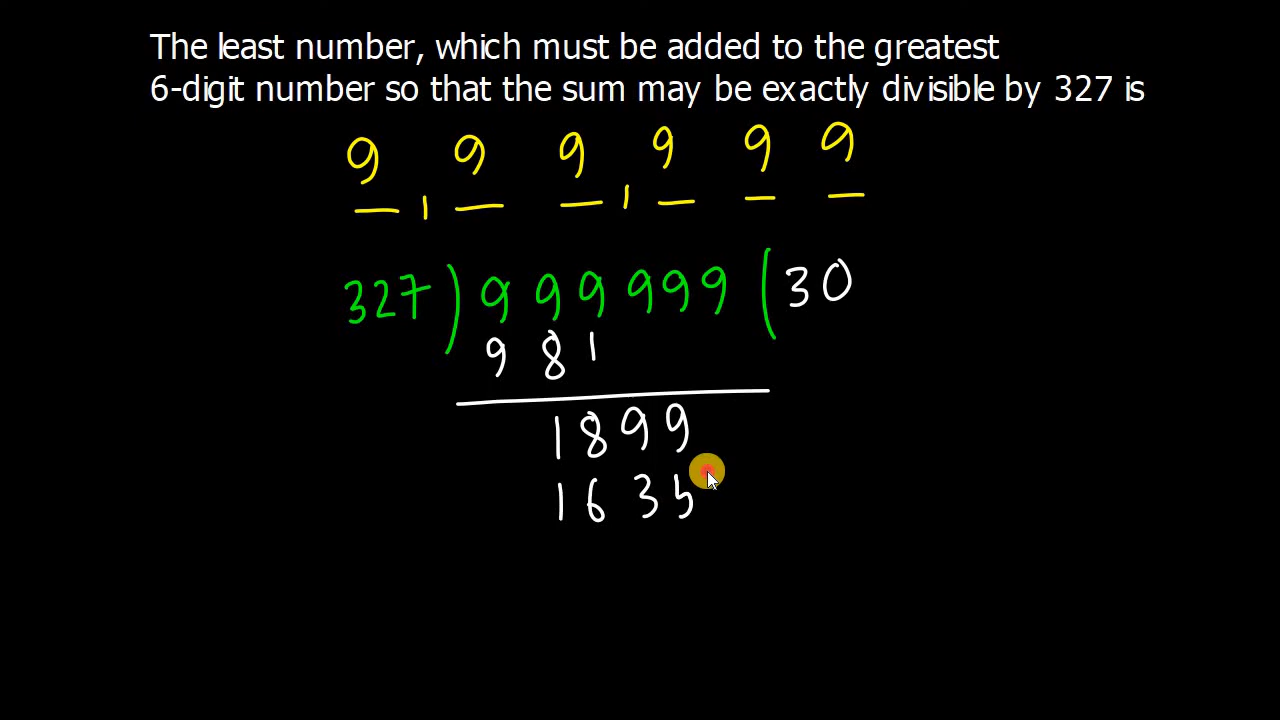 The least number, which must be added to the greatest
6-digit number so that the sum may be exactly divisible by 327 is
9, 9 9, 9 9 9
327 ) 999999 ( 30
981
1899
1635